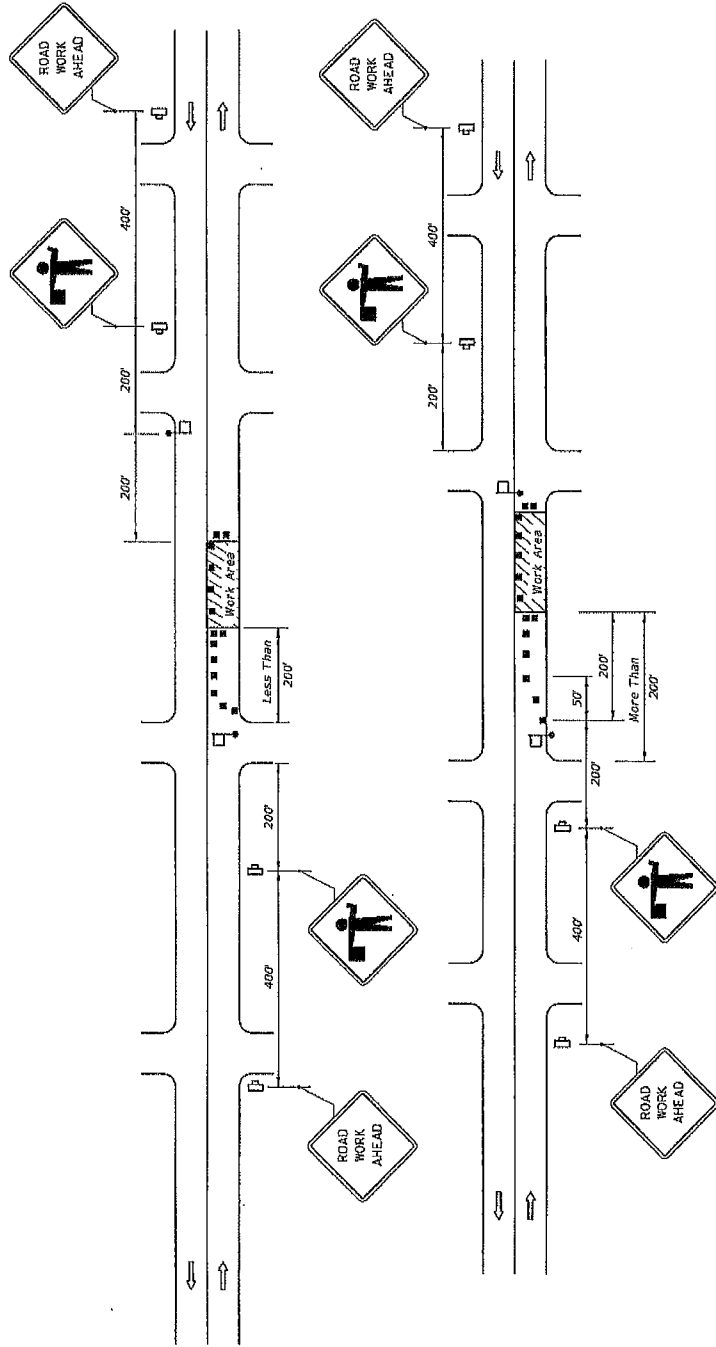 ROAD
WORK
AHEAD
400'
200'
200'
Work Area
Less Than
200'
200'
400'
ROAD
WORK
AHEAD
ROAD
WORK
AHEAD
400'
200'
Work Area
200'
More Than
200'
50'
200'
400'
ROAD
WORK
AHEAD